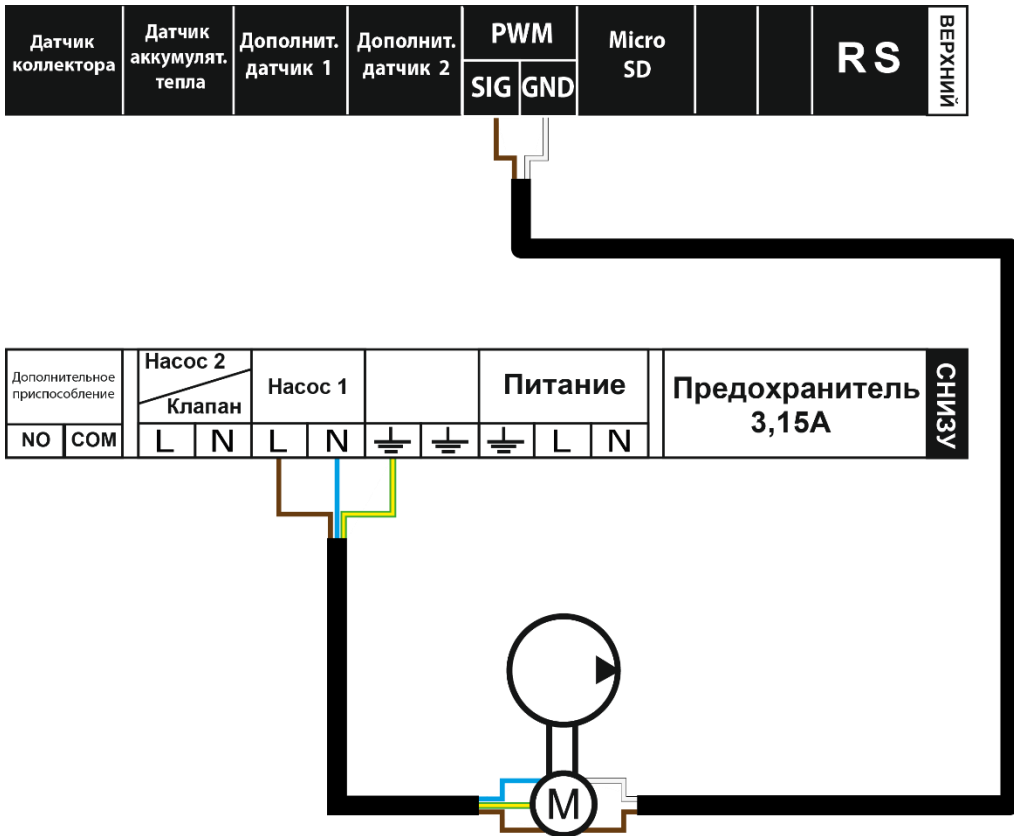 Датчик
коллектора
Датчик
аккумулят.
тепла
Дополнит.
датчик 1
Дополнит.
датчик 2
PWM
SIG GND
Micro
SD
RS
ВЕРХНИЙ
Дополнительное
приспособление
NO COM
Насос 2
Клапан
L N
Насос 1
L N
Питание
L N
Предохранитель
3,15А
СНИЗУ
M